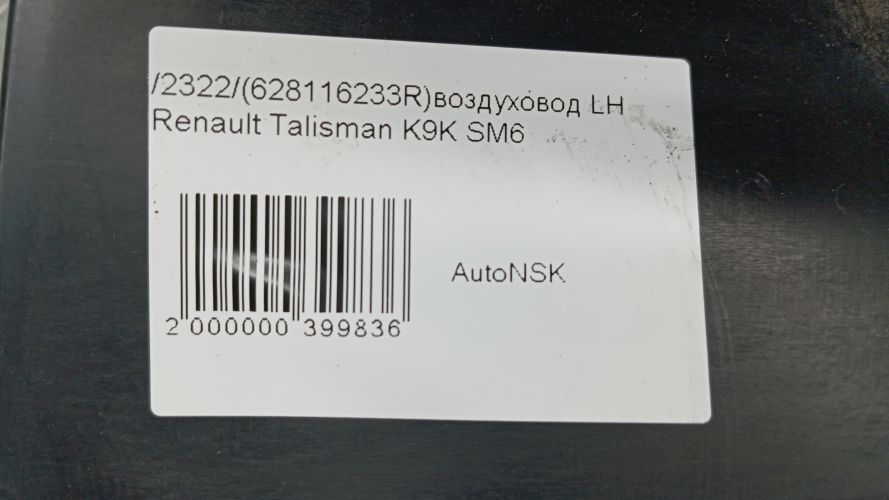 /2322/(628116233R)воздуховод LH
Renault Talisman K9K SM6
AutoNSK
2 000000 399836